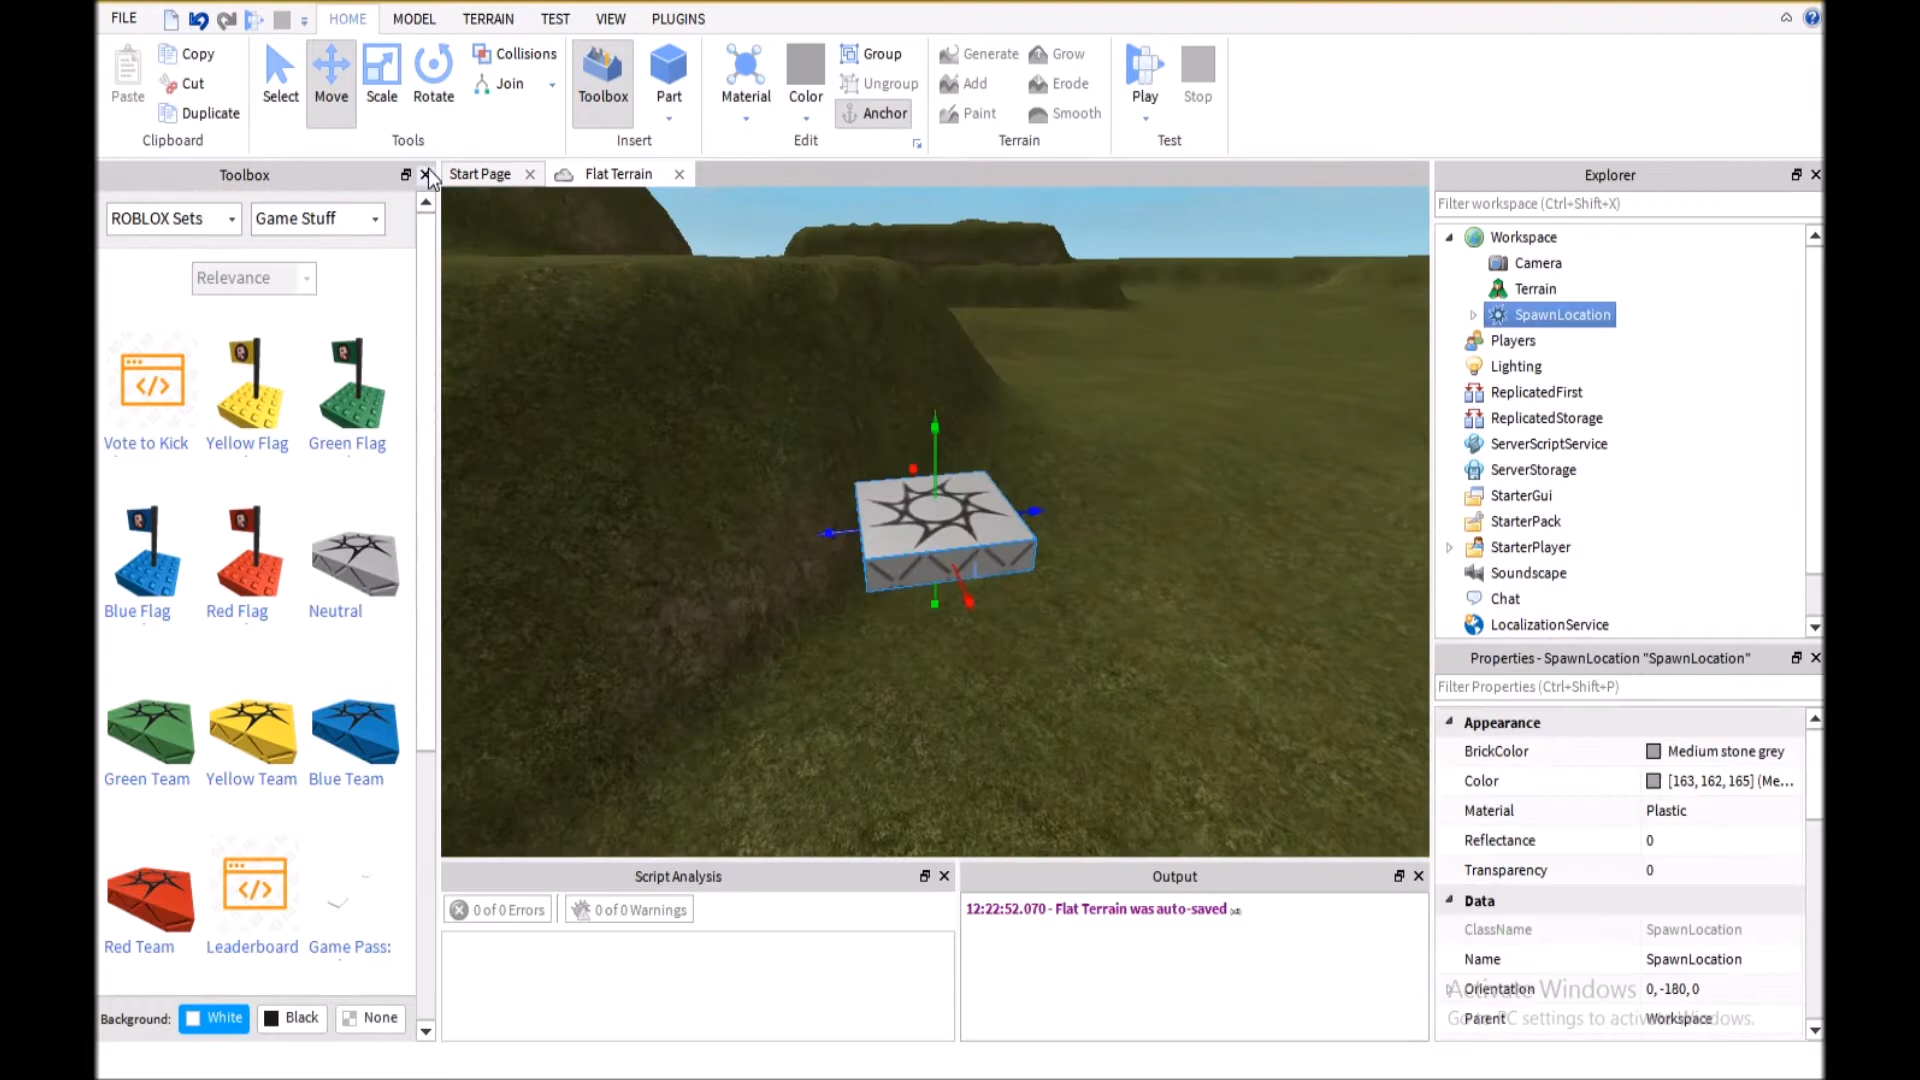 FILE HOME MODEL TERRAIN TEST VIEW PLUGINS
Paste Copy Cut Duplicate
Clipboard
Select Move Scale Rotate Collisions Join
Tools
Toolbox Part
Insert
Material Color Group Ungroup Anchor
Edit
Generate Grow
Add Erode
Paint Smooth
Terrain
Play Stop
Test
Toolbox
ROBLOX Sets Game Stuff
Relevance
Vote to Kick Yellow Flag Green Flag
Blue Flag Red Flag Neutral
Green Team Yellow Team Blue Team
Red Team Leaderboard Game Pass:
Background: White Black None
Start Page Flat Terrain
Script Analysis
0 of 0 Errors 0 of 0 Warnings
Output
12:22:52.070 - Flat Terrain was auto-saved
Explorer
Filter workspace (Ctrl+Shift+X)
Workspace
Camera
Terrain
SpawnLocation
Players
Lighting
ReplicatedFirst
ReplicatedStorage
ServerScriptService
ServerStorage
StarterGui
StarterPack
StarterPlayer
Soundscape
Chat
LocalizationService
Properties - SpawnLocation "SpawnLocation"
Filter Properties (Ctrl+Shift+P)
Appearance
BrickColor Medium stone grey
Color [163, 162, 165] (Me...
Material Plastic
Reflectance 0
Transparency 0
Data
ClassName SpawnLocation
Name SpawnLocation
Orientation 0, -180, 0
Parent Workspace
Activate Windows
Go to PC settings to activate Windows.